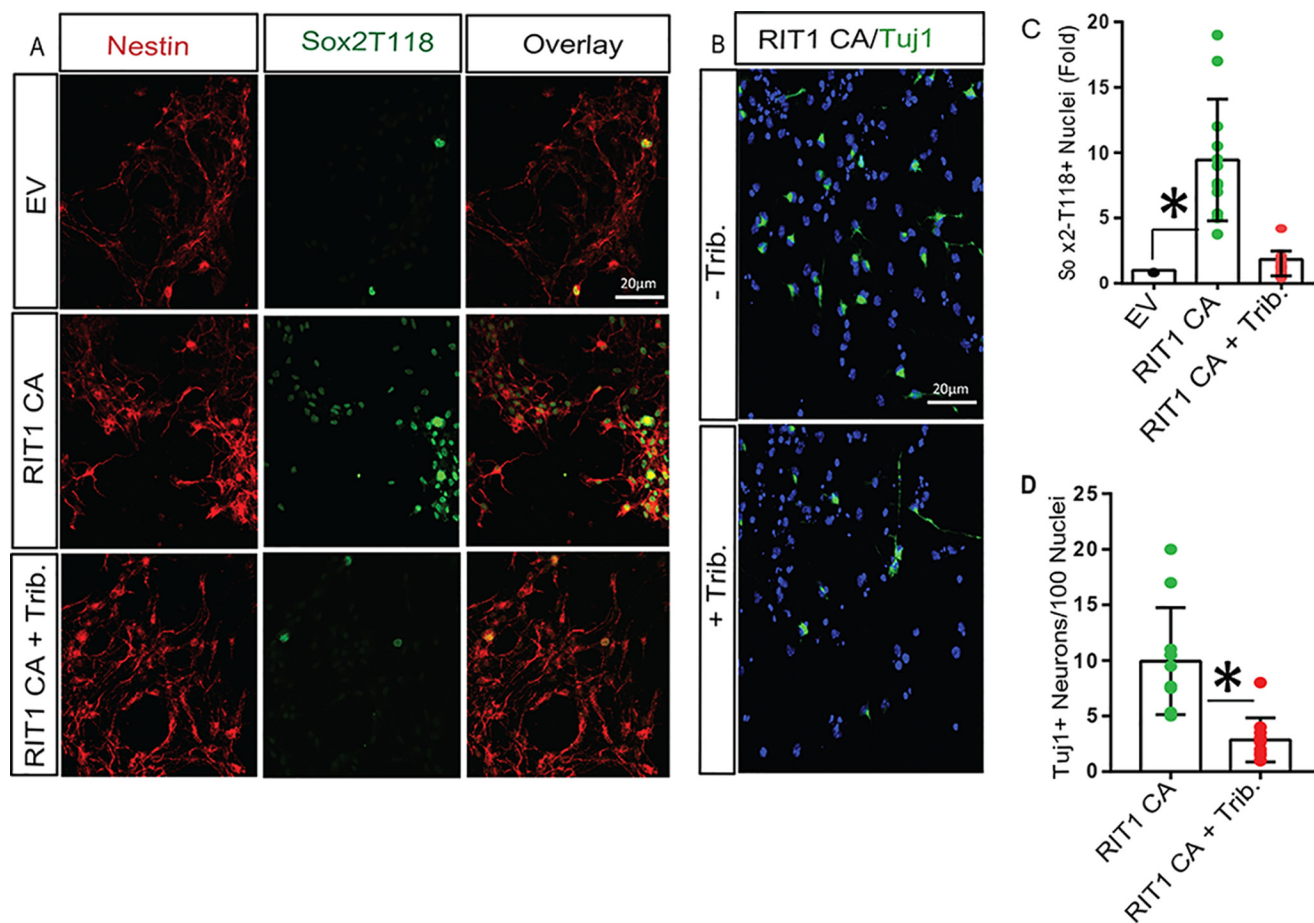 A
Nestin
Sox2T118
Overlay
EV
20µm
RIT1 CA
RIT1 CA + Trib.
B
RIT1 CA/Tuj1
- Trib.
20µm
+ Trib.
C
So x2-T118+ Nuclei (Fold)
20
15
10
5
0
*
EV
RIT1 CA
RIT1 CA + Trib.
D
Tuj1+ Neurons/100 Nuclei
25
20
15
10
5
0
*
RIT1 CA
RIT1 CA + Trib.